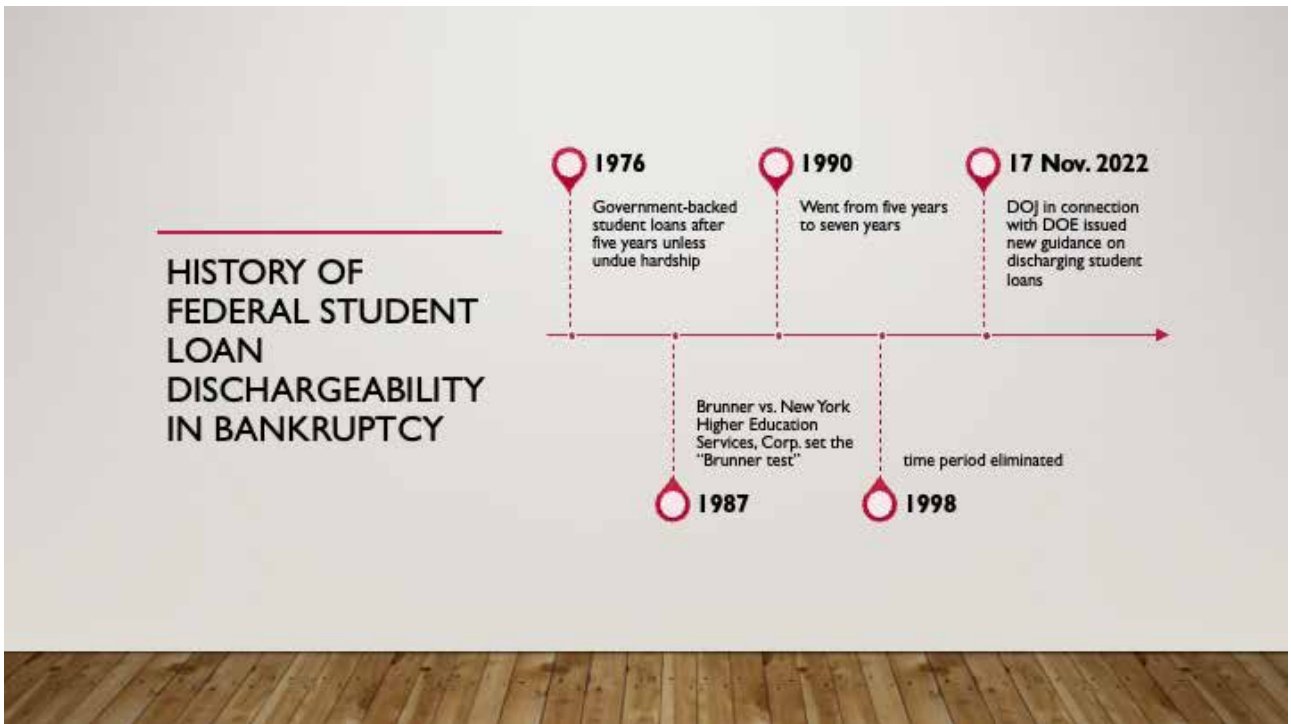 HISTORY OF
FEDERAL STUDENT
LOAN
DISCHARGEABILITY
IN BANKRUPTCY
1976
Government-backed
student loans after
five years unless
undue hardship
Brunner vs. New York
Higher Education
Services, Corp. set the
"Brunner test"
1987
1990
Went from five years
to seven years
time period eliminated
1998
17 Nov. 2022
DOJ in connection
with DOE issued
new guidance on
discharging student
loans